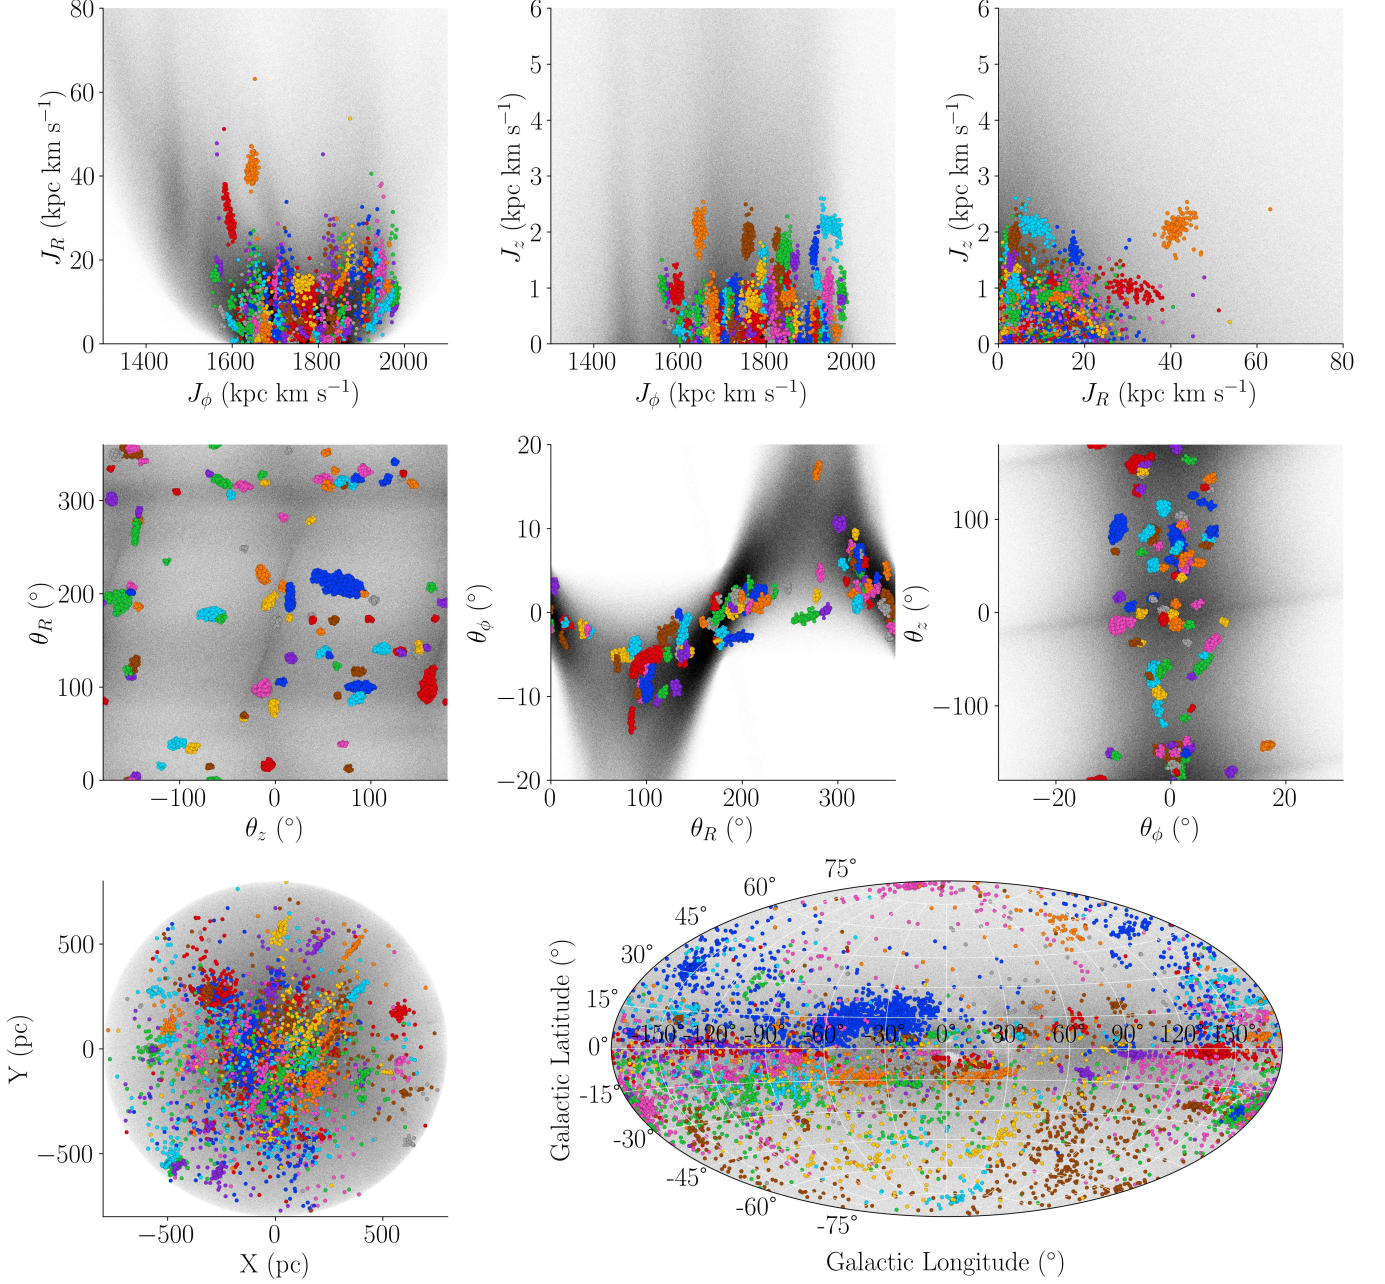 80
60
40
20
0
J_R (kpc km s⁻¹)
1400 1600 1800 2000
J_ϕ (kpc km s⁻¹)
6
5
4
3
2
1
0
J_z (kpc km s⁻¹)
1400 1600 1800 2000
J_ϕ (kpc km s⁻¹)
6
5
4
3
2
1
0
J_z (kpc km s⁻¹)
0 20 40 60 80
J_R (kpc km s⁻¹)
300
200
100
0
θ_R (°)
−100 0 100
θ_z (°)
20
10
0
−10
−20
θ_ϕ (°)
0 100 200 300
θ_R (°)
100
0
−100
θ_z (°)
−20 0 20
θ_ϕ (°)
500
0
−500
Y (pc)
−500 0 500
X (pc)
75°
60°
45°
30°
15°
0°
-15°
-30°
-45°
-60°
-75°
-150° -120° -90° -60° -30° 0° 30° 60° 90° 120° 150°
Galactic Latitude (°)
Galactic Longitude (°)